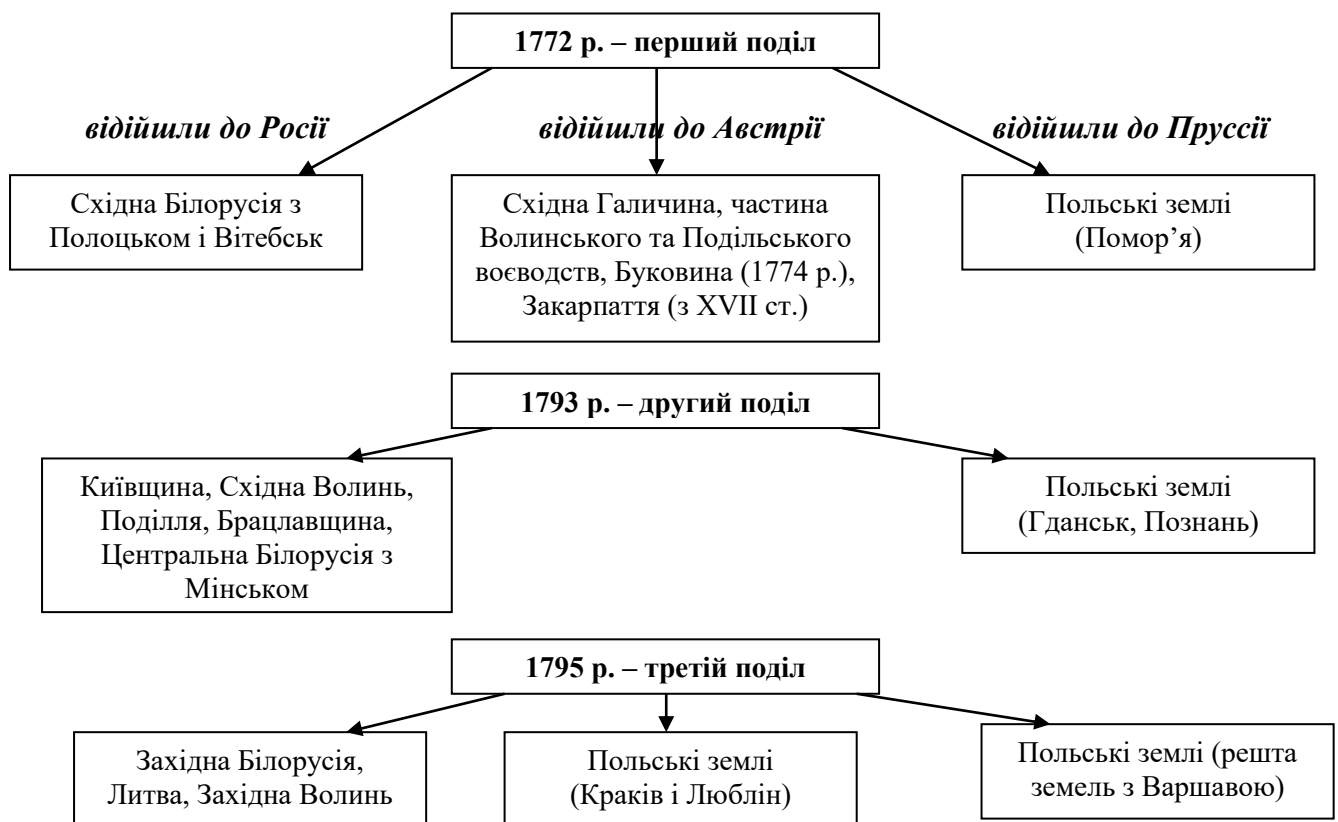 1772 р. – перший поділ
відійшли до Росії
відійшли до Австрії
відійшли до Пруссії
Східна Білорусія з
Полоцьком і Вітебськ
Східна Галичина, частина
Волинського та Подільського
воєводств, Буковина (1774 р.),
Закарпаття (з XVII ст.)
Польські землі
(Помор’я)
1793 р. – другий поділ
Київщина, Східна Волинь,
Поділля, Брацлавщина,
Центральна Білорусія з
Мінськом
Польські землі
(Гданськ, Познань)
1795 р. – третій поділ
Західна Білорусія,
Литва, Західна Волинь
Польські землі
(Краків і Люблін)
Польські землі (решта
земель з Варшавою)